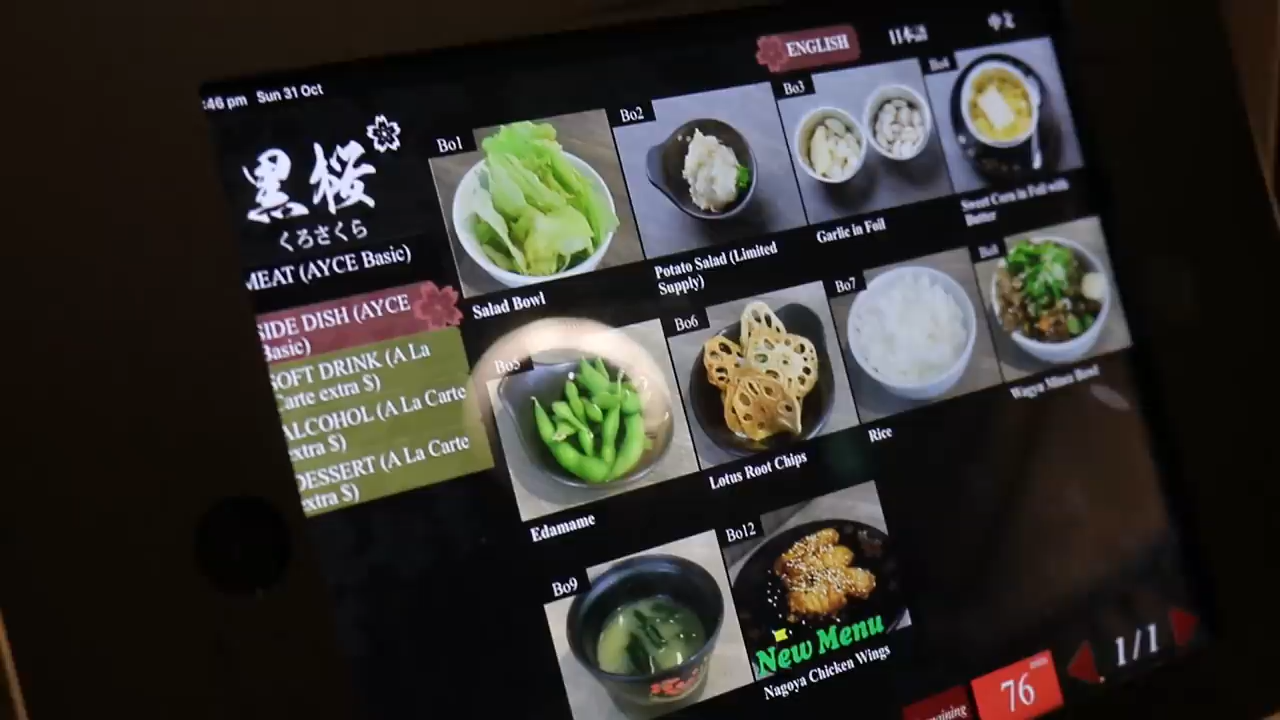 :46 pm Sun 31 Oct
ENGLISH
日本語
中文
黒桜
くろさくら
MEAT (AYCE Basic)
SIDE DISH (AYCE
Basic)
SOFT DRINK (A La
Carte extra $)
ALCOHOL (A La Carte
extra $)
DESSERT (A La Carte
extra $)
Bo1
Salad Bowl
Bo2
Potato Salad (Limited
Supply)
Bo3
Garlic in Foil
Bo4
Sweet Corn in Foil with
Butter
Bo5
Edamame
Bo6
Lotus Root Chips
Bo7
Rice
Bo8
Wagyu Mince Bowl
Bo9
Bo12
New Menu
Nagoya Chicken Wings
76
1/1